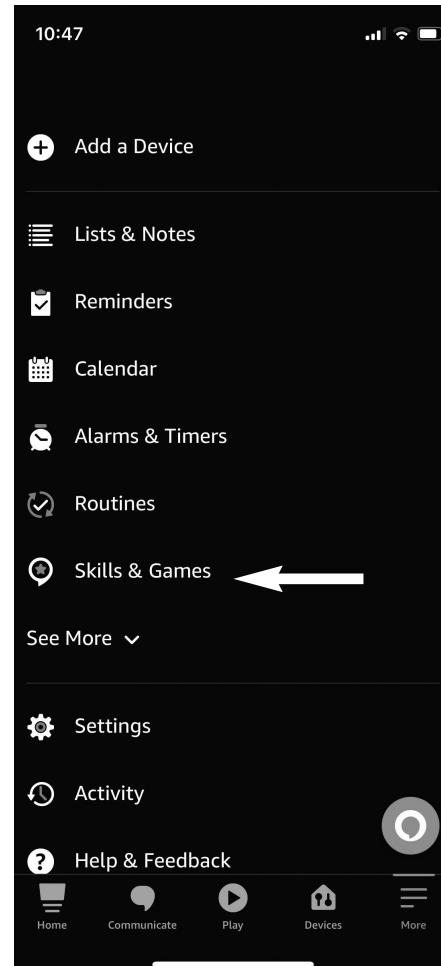 10:47
Add a Device
Lists & Notes
Reminders
Calendar
Alarms & Timers
Routines
Skills & Games
See More
Settings
Activity
Help & Feedback
Home Communicate Play Devices More